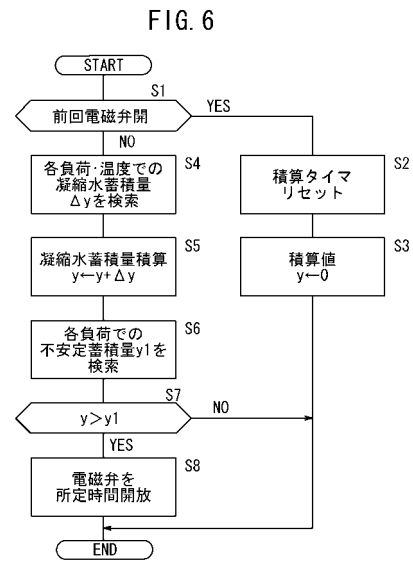 FIG. 6
START
S1
前回電磁弁開
YES
NO
各負荷・温度での
凝縮水蓄積量
Δyを検索
S4
積算タイマ
リセット
S2
凝縮水蓄積量積算
y←y+Δy
S5
積算値
y←0
S3
各負荷での
不安定蓄積量y1を
検索
S6
S7
y>y1
NO
YES
電磁弁を
所定時間開放
S8
END